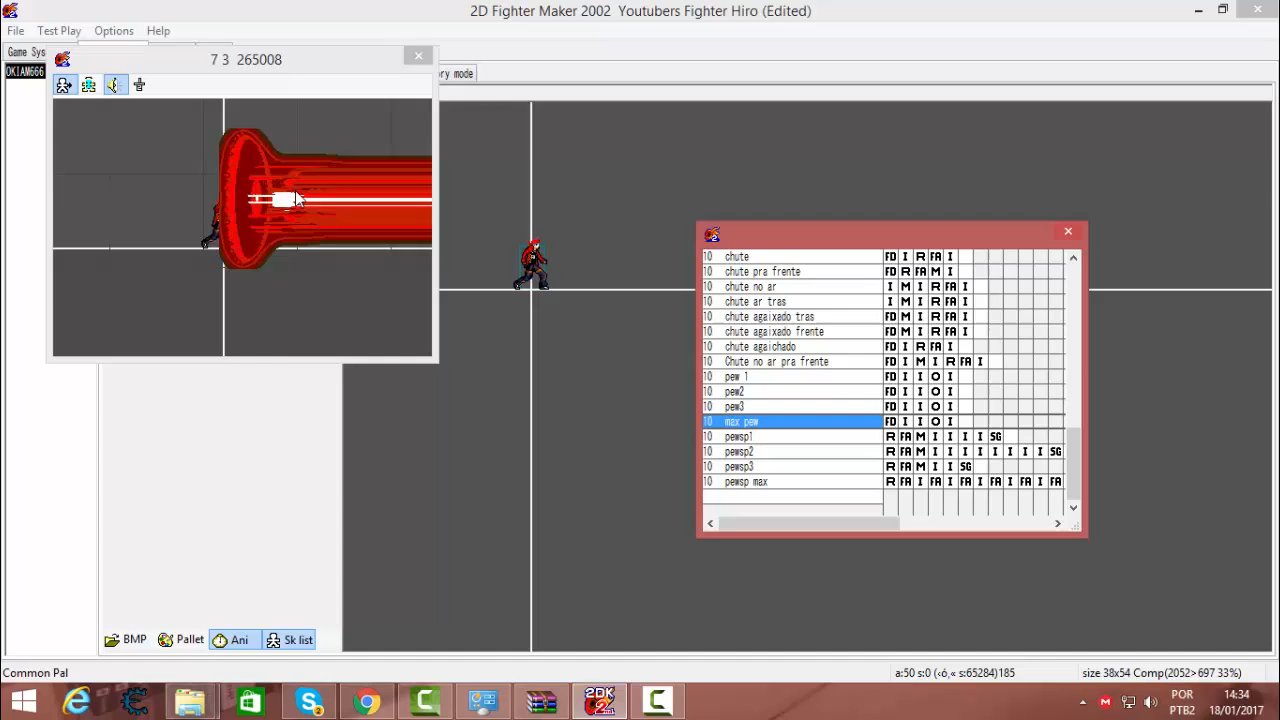 2D Fighter Maker 2002 Youtubers Fighter Hiro (Edited)
File Test Play Options Help
Game Sys
7 3 265008
OKIAM666
ry mode
10 chute FD I R FA I
10 chute pra frente FD R FA M I
10 chute no ar I M I R FA I
10 chute ar tras I M I R FA I
10 chute agaixado tras FD M I R FA I
10 chute agaixado frente FD M I R FA I
10 chute agaichado FD I R FA I
10 Chute no ar pra frente FD I M I R FA I
10 pew 1 FD I I O I
10 pew2 FD I I O I
10 pew3 FD I I O I
10 max pew FD I I O I
10 pewsp1 R FA M I I I I SG
10 pewsp2 R FA M I I I I I I I I SG
10 pewsp3 R FA M I I SG
10 pewsp max R FA I FA I FA I FA I FA I FA
BMP Pallet Ani Sk list
Common Pal
a:50 s:0 (‹ó‚« s:65284)185
size 38x54 Comp(2052>697 33%)
POR 14:34
PTB2 18/01/2017